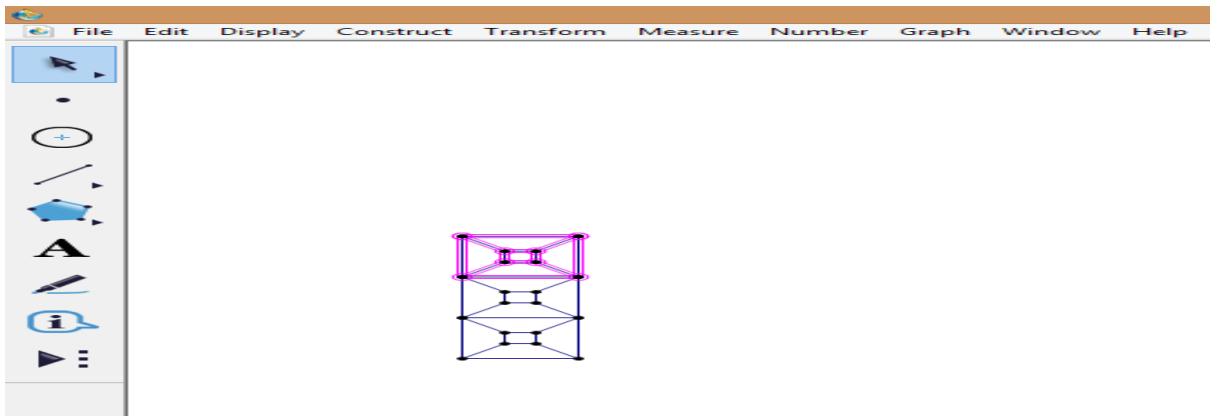 File Edit Display Construct Transform Measure Number Graph Window Help
A
i